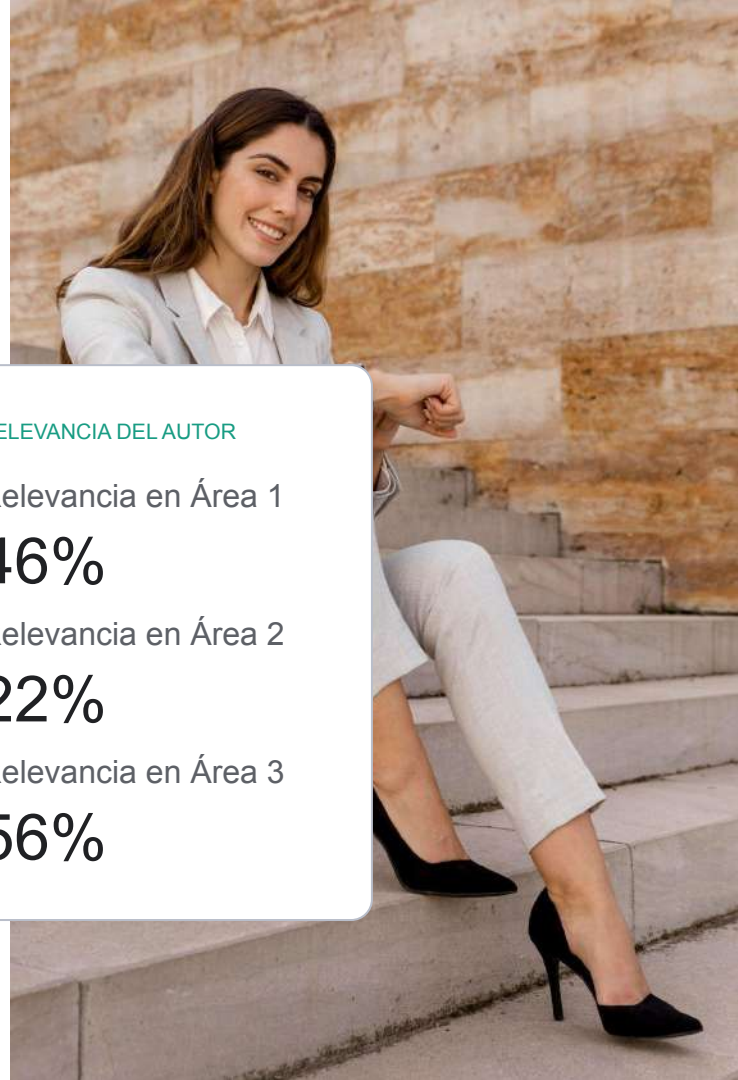 ELEVANCIA DEL AUTOR
elevancia en Área 1
46%
elevancia en Área 2
22%
elevancia en Área 3
56%